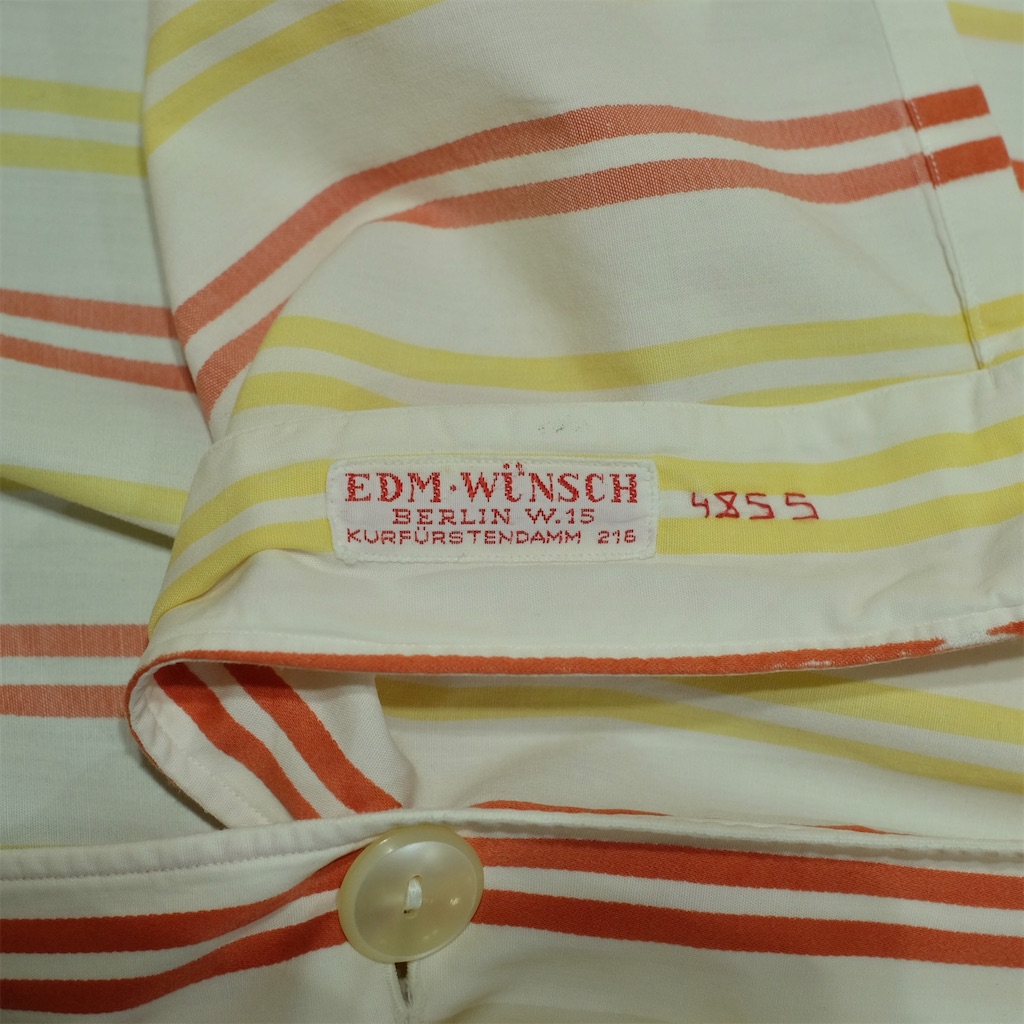 EDM·WÜNSCH
BERLIN W.15
KURFÜRSTENDAMM 216
4855